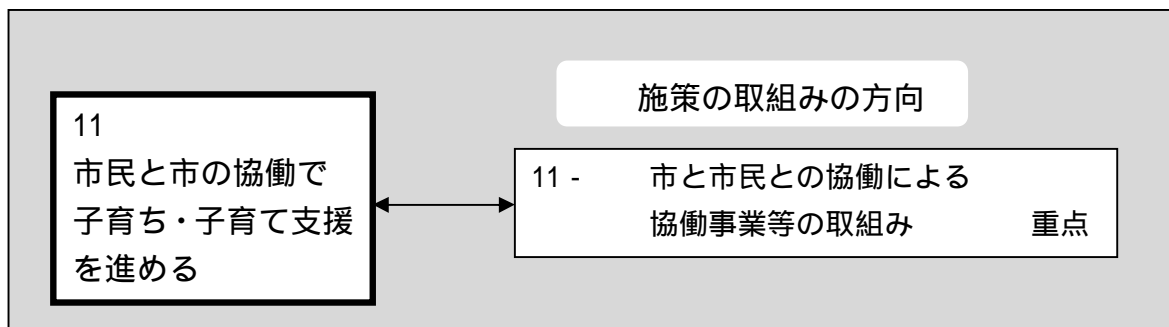 施策の取組みの方向
11
市民と市の協働で
子育ち・子育て支援
を進める
11 - 市と市民との協働による
協働事業等の取組み 重点